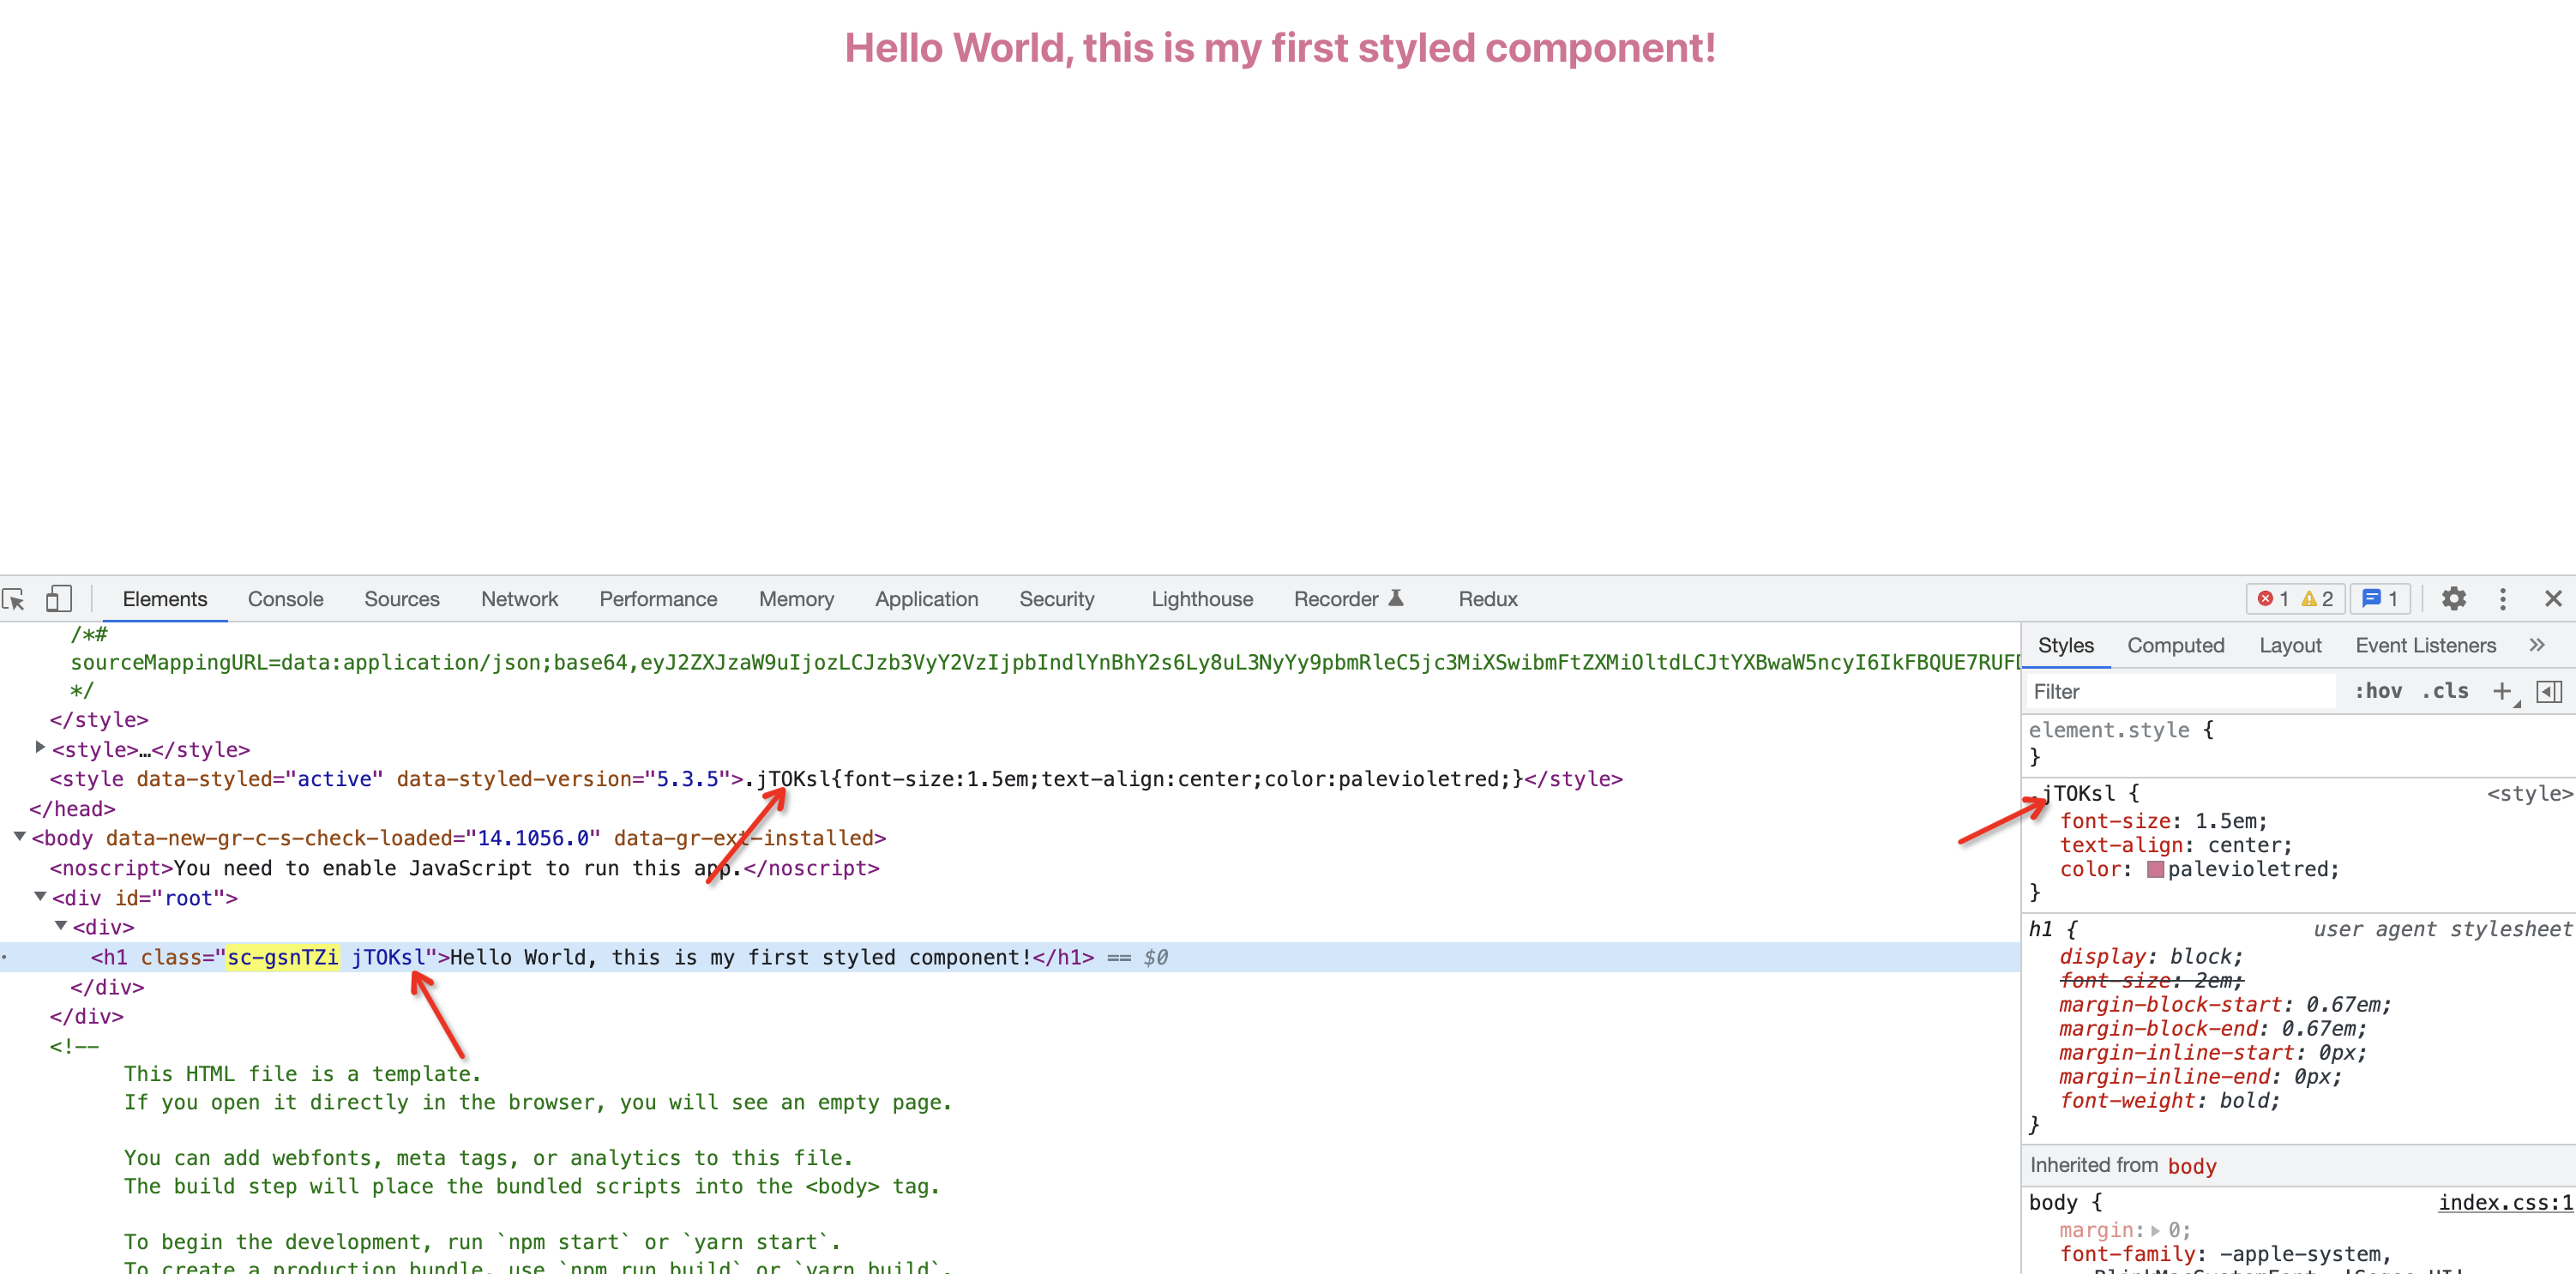 Hello World, this is my first styled component!
Elements Console Sources Network Performance Memory Application Security Lighthouse Recorder Redux 1 2 1
/*#
sourceMappingURL=data:application/json;base64,eyJ2ZXJzaW9uIjozLCJzb3VyY2VzIjpbIndlYnBhY2s6Ly8uL3NyYy9pbmRleC5jc3MiXSwibmFtZXMiOltdLCJtYXBwaW5ncyI6IkFBQUE7RUFD
*/
</style>
<style>…</style>
<style data-styled="active" data-styled-version="5.3.5">.jTOKsl{font-size:1.5em;text-align:center;color:palevioletred;}</style>
</head>
<body data-new-gr-c-s-check-loaded="14.1056.0" data-gr-ext-installed>
<noscript>You need to enable JavaScript to run this app.</noscript>
<div id="root">
<div>
<h1 class="sc-gsnTZi jTOKsl">Hello World, this is my first styled component!</h1> == $0
</div>
</div>
<!--
This HTML file is a template.
If you open it directly in the browser, you will see an empty page.
You can add webfonts, meta tags, or analytics to this file.
The build step will place the bundled scripts into the <body> tag.
To begin the development, run `npm start` or `yarn start`.
To create a production bundle, use `npm run build` or `yarn build`.
Styles Computed Layout Event Listeners »
Filter :hov .cls +
element.style {
}
.jTOKsl { <style>
font-size: 1.5em;
text-align: center;
color: palevioletred;
}
h1 { user agent stylesheet
display: block;
font-size: 2em;
margin-block-start: 0.67em;
margin-block-end: 0.67em;
margin-inline-start: 0px;
margin-inline-end: 0px;
font-weight: bold;
}
Inherited from body
body { index.css:1
margin: 0;
font-family: -apple-system,
BlinkMacSystemFont, 'Segoe UI'